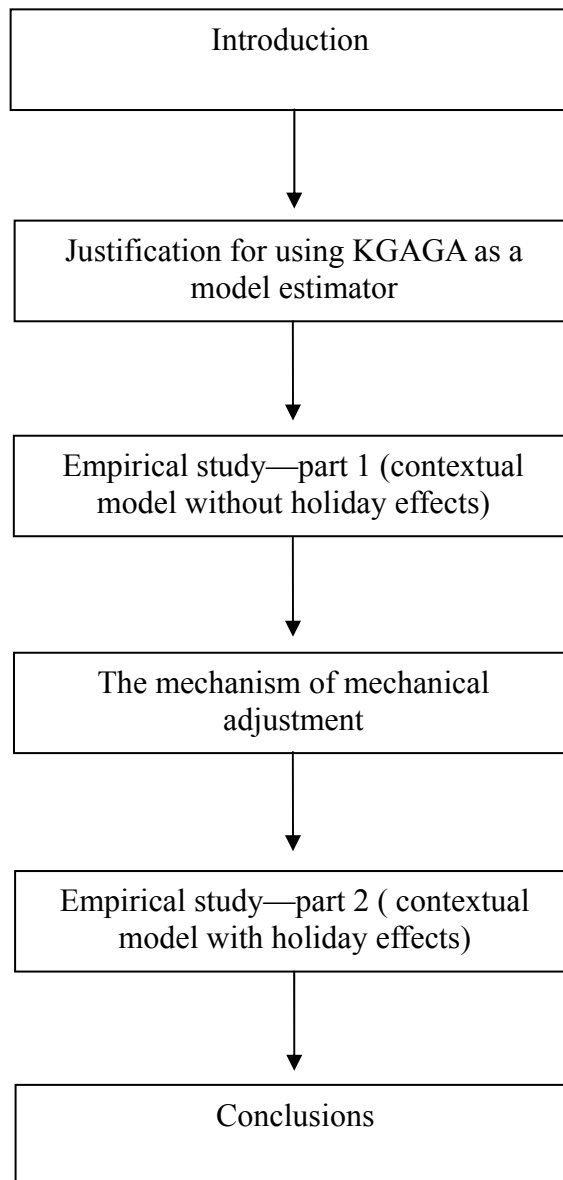 Introduction
Justification for using KGAGA as a
model estimator
Empirical study—part 1 (contextual
model without holiday effects)
The mechanism of mechanical
adjustment
Empirical study—part 2 ( contextual
model with holiday effects)
Conclusions